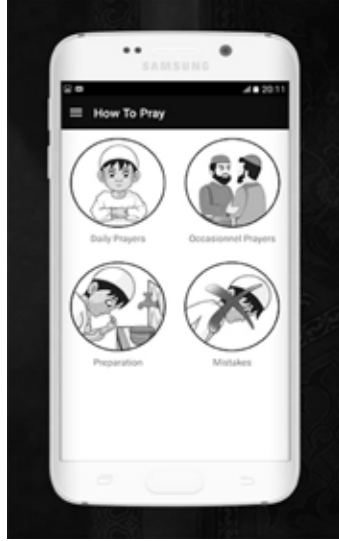 SAMSUNG
20:11
How To Pray
Daily Prayers
Occasionnel Prayers
Preparation
Mistakes